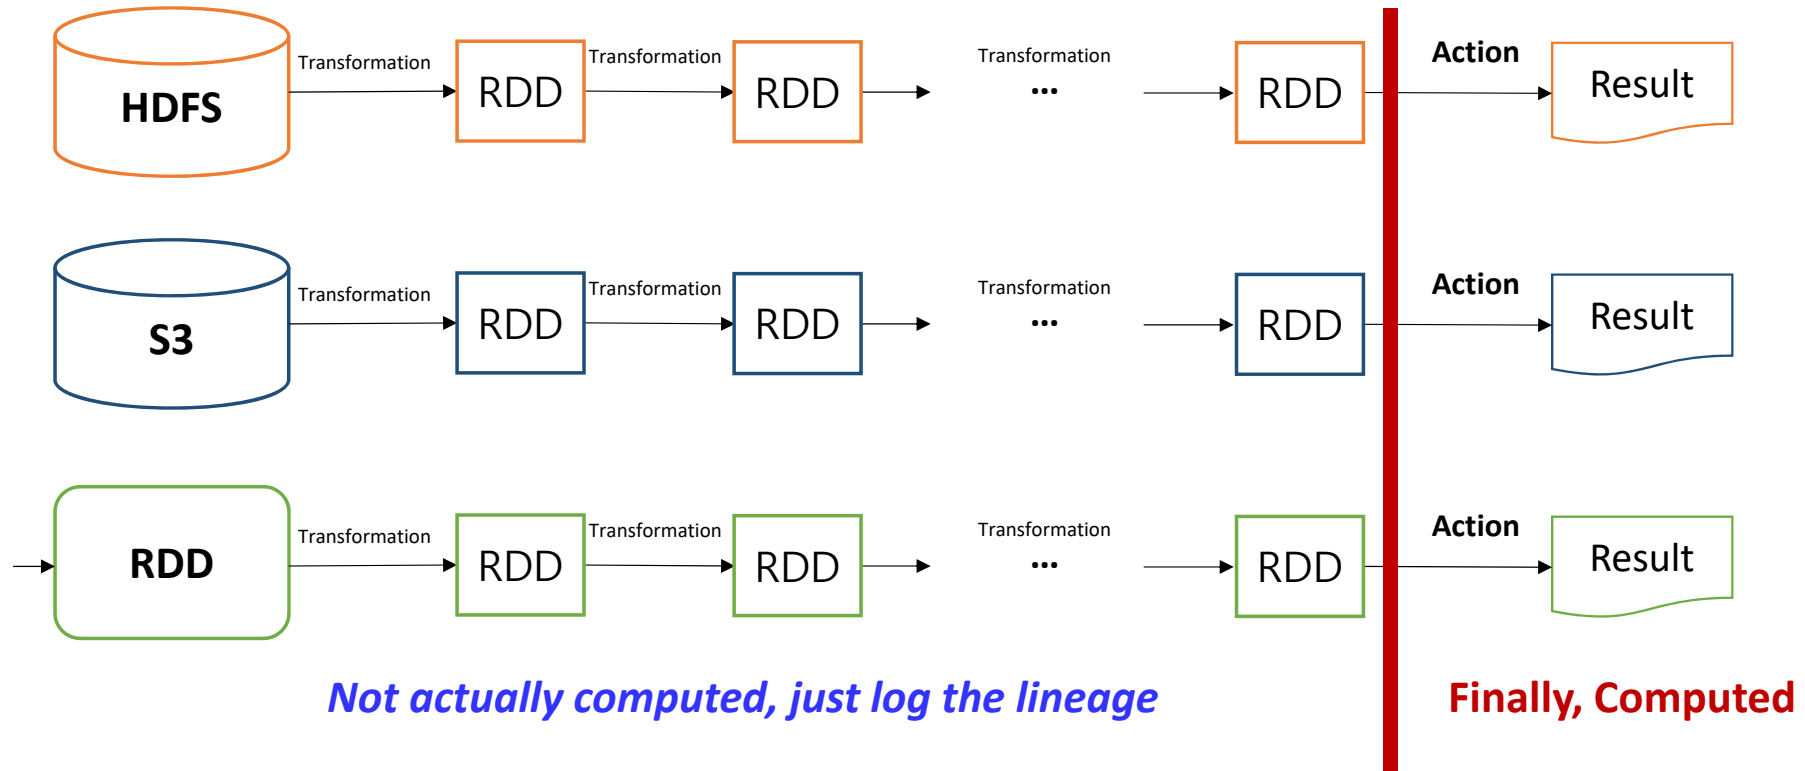 HDFS
Transformation
RDD
Transformation
RDD
Transformation
...
RDD
Action
Result
S3
Transformation
RDD
Transformation
RDD
Transformation
...
RDD
Action
Result
RDD
Transformation
RDD
Transformation
RDD
Transformation
...
RDD
Action
Result
Not actually computed, just log the lineage
Finally, Computed